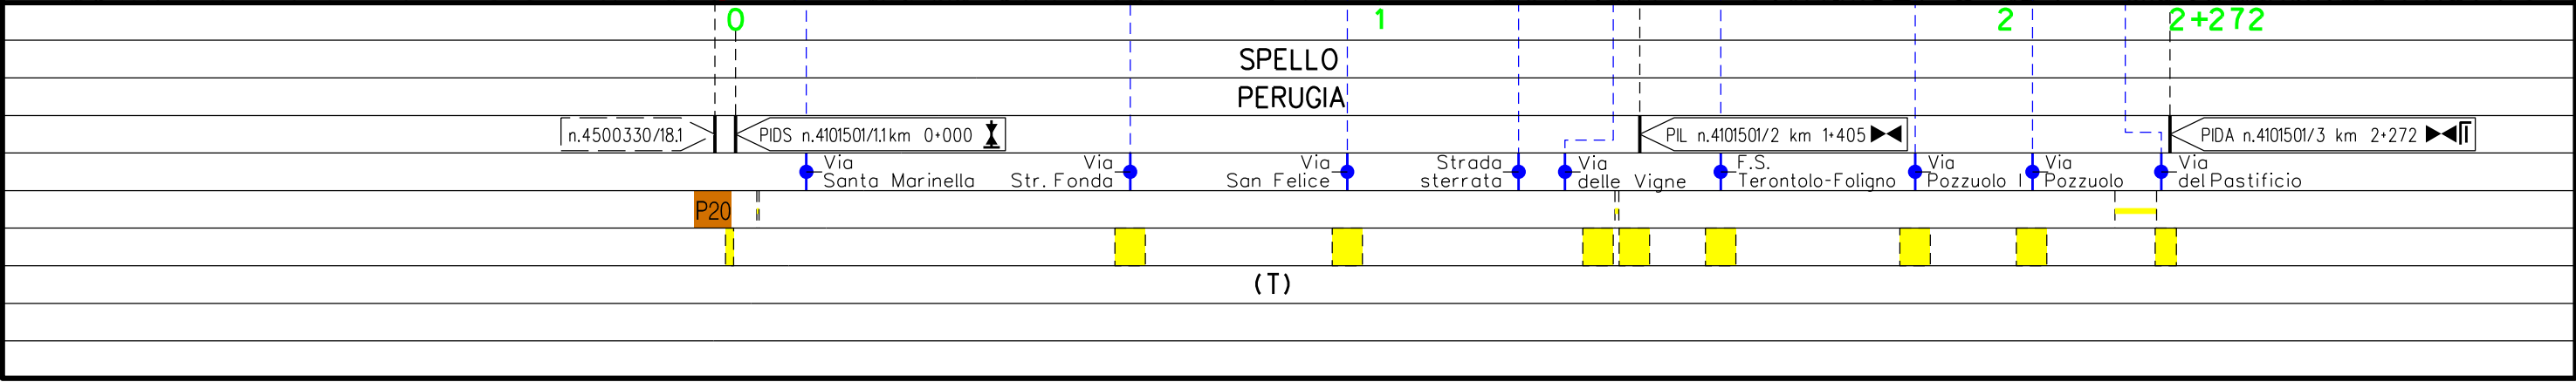 0 1 2 2+272
SPELLO
PERUGIA
n.4500330/18.1 PIDS n.4101501/1.1 km 0+000 PIL n.4101501/2 km 1+405 PIDA n.4101501/3 km 2+272
Via Via Via Strada Via F.S. Via Via Via
Santa Marinella Str. Fonda San Felice sterrata delle Vigne Terontolo-Foligno Pozzuolo I Pozzuolo del Pastificio
P20
(T)